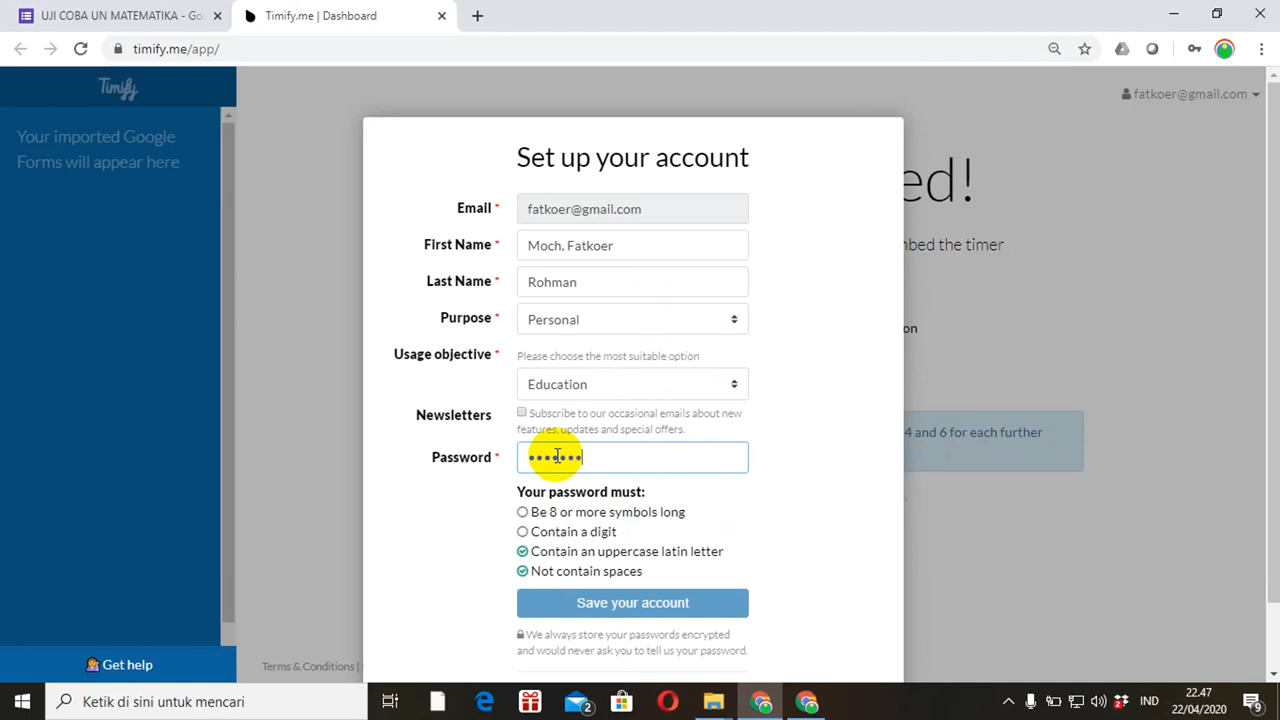 UJI COBA UN MATEMATIKA - Go
Timify.me | Dashboard
timify.me/app/
Timify
fatkoer@gmail.com
Your imported Google
Forms will appear here
Set up your account
ed!
Email *
fatkoer@gmail.com
First Name *
Moch. Fatkoer
mbed the timer
Last Name *
Rohman
Purpose *
Personal
on
Usage objective *
Please choose the most suitable option
Education
Newsletters
Subscribe to our occasional emails about new
features, updates and special offers.
4 and 6 for each further
Password *
Your password must:
Be 8 or more symbols long
Contain a digit
Contain an uppercase latin letter
Not contain spaces
Save your account
We always store your passwords encrypted
and would never ask you to tell us your password.
Get help
Terms & Conditions |
Ketik di sini untuk mencari
2
IND
22.47
22/04/2020
9